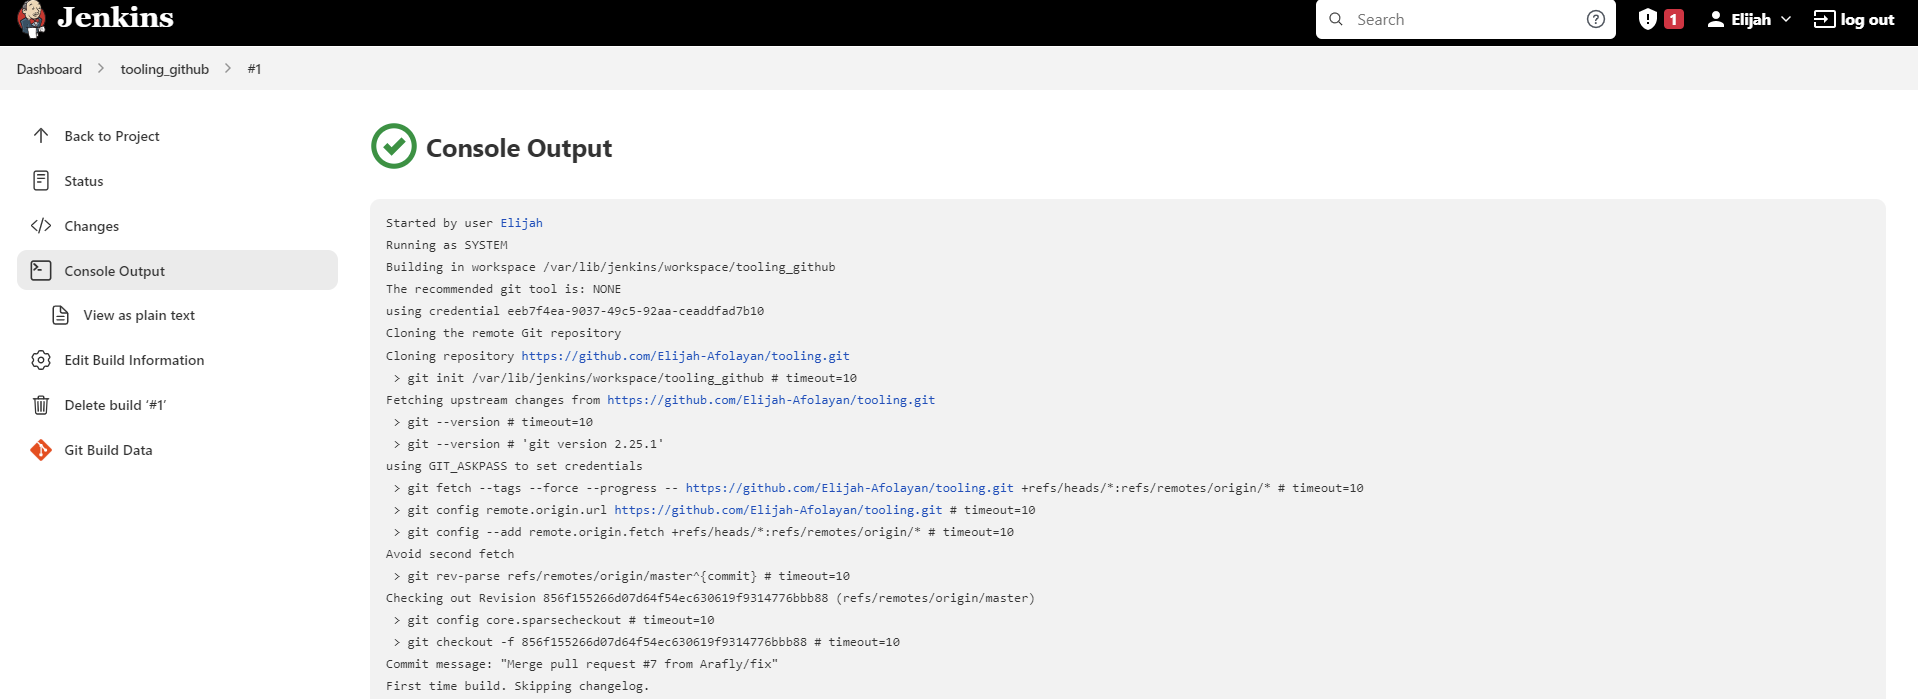 Jenkins
Search
1
Elijah
log out
Dashboard
tooling_github
#1
Back to Project
Status
Changes
Console Output
View as plain text
Edit Build Information
Delete build ‘#1’
Git Build Data
Console Output
Started by user Elijah
Running as SYSTEM
Building in workspace /var/lib/jenkins/workspace/tooling_github
The recommended git tool is: NONE
using credential eeb7f4ea-9037-49c5-92aa-ceaddfad7b10
Cloning the remote Git repository
Cloning repository https://github.com/Elijah-Afolayan/tooling.git
> git init /var/lib/jenkins/workspace/tooling_github # timeout=10
Fetching upstream changes from https://github.com/Elijah-Afolayan/tooling.git
> git --version # timeout=10
> git --version # 'git version 2.25.1'
using GIT_ASKPASS to set credentials
> git fetch --tags --force --progress -- https://github.com/Elijah-Afolayan/tooling.git +refs/heads/*:refs/remotes/origin/* # timeout=10
> git config remote.origin.url https://github.com/Elijah-Afolayan/tooling.git # timeout=10
> git config --add remote.origin.fetch +refs/heads/*:refs/remotes/origin/* # timeout=10
Avoid second fetch
> git rev-parse refs/remotes/origin/master^{commit} # timeout=10
Checking out Revision 856f155266d07d64f54ec630619f9314776bbb88 (refs/remotes/origin/master)
> git config core.sparsecheckout # timeout=10
> git checkout -f 856f155266d07d64f54ec630619f9314776bbb88 # timeout=10
Commit message: "Merge pull request #7 from Arafly/fix"
First time build. Skipping changelog.